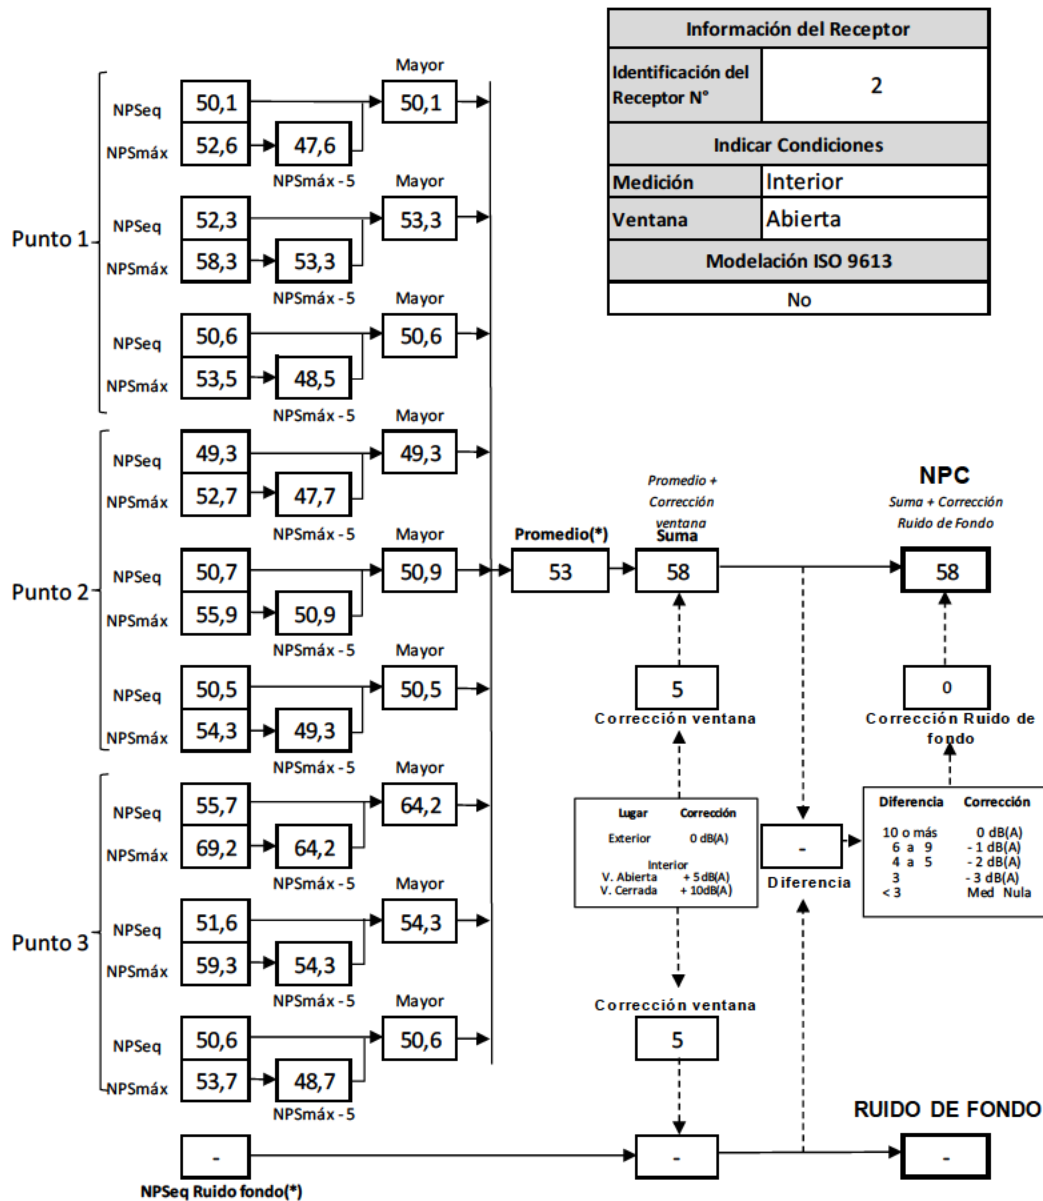 Información del Receptor
Identificación del Receptor N°
2
Indicar Condiciones
Medición
Interior
Ventana
Abierta
Modelación ISO 9613
No
Punto 1
NPSeq
50,1
NPSmáx
52,6
47,6
NPSmáx - 5
Mayor
50,1
NPSeq
52,3
NPSmáx
58,3
53,3
NPSmáx - 5
Mayor
53,3
NPSeq
50,6
NPSmáx
53,5
48,5
NPSmáx - 5
Mayor
50,6
Punto 2
NPSeq
49,3
NPSmáx
52,7
47,7
NPSmáx - 5
Mayor
49,3
NPSeq
50,7
NPSmáx
55,9
50,9
NPSmáx - 5
Mayor
50,9
NPSeq
50,5
NPSmáx
54,3
49,3
NPSmáx - 5
Mayor
50,5
Punto 3
NPSeq
55,7
NPSmáx
69,2
64,2
NPSmáx - 5
Mayor
64,2
NPSeq
51,6
NPSmáx
59,3
54,3
NPSmáx - 5
Mayor
54,3
NPSeq
50,6
NPSmáx
53,7
48,7
NPSmáx - 5
Mayor
50,6
Promedio(*)
53
Promedio +
Corrección
ventana
Suma
58
NPC
Suma + Corrección
Ruido de Fondo
58
5
Corrección ventana
0
Corrección Ruido de
fondo
Lugar Corrección
Exterior 0 dB(A)
Interior
V. Abierta + 5 dB(A)
V. Cerrada + 10dB(A)
-
Diferencia
Diferencia Corrección
10 o más 0 dB(A)
6 a 9 - 1 dB(A)
4 a 5 - 2 dB(A)
3 - 3 dB(A)
< 3 Med Nula
Corrección ventana
5
RUIDO DE FONDO
-
-
-
NPSeq Ruido fondo(*)